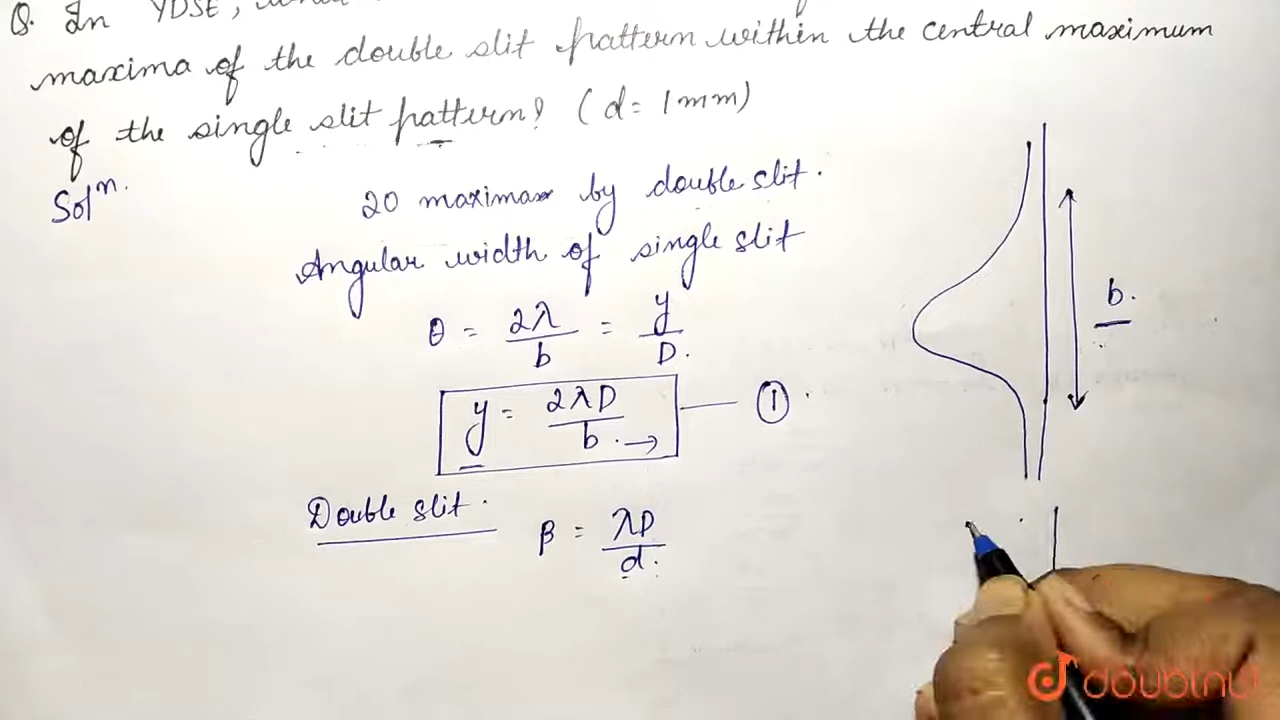 Q. In YDSE,
maxima of the double slit pattern within the central maximum
of the single slit pattern? (d = 1mm)
Solⁿ.
20 maximas by double slit.
Angular width of single slit
θ = 2λ/b = y/D.
y = 2λD/b. → ①
b.
Double slit.
β = λD/d.
doubtnut